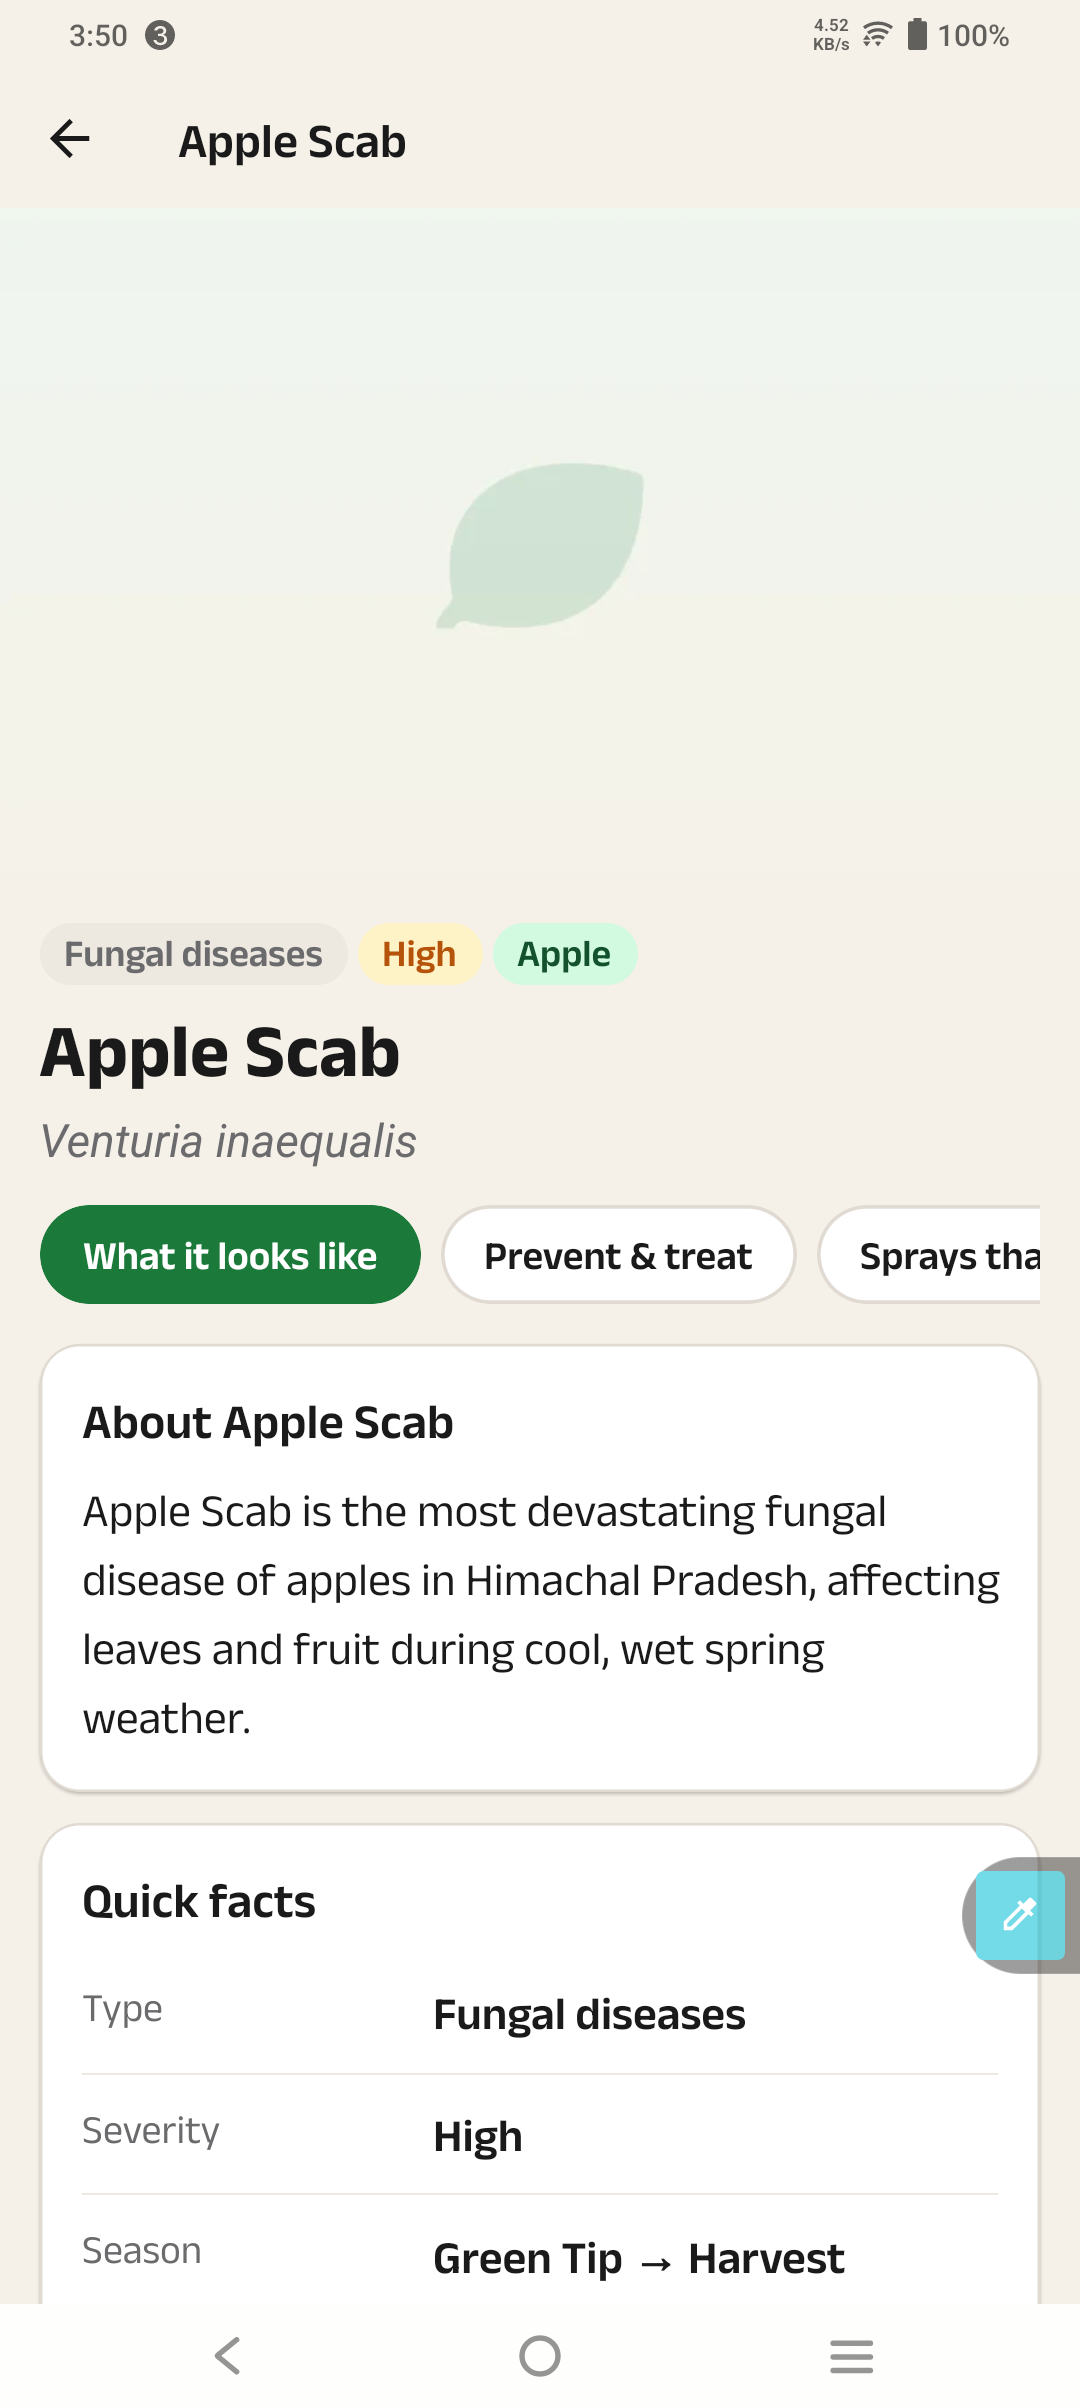 3:50 3 4.52 KB/s 100%
Apple Scab
Fungal diseases High Apple
Apple Scab
Venturia inaequalis
What it looks like Prevent & treat Sprays tha
About Apple Scab
Apple Scab is the most devastating fungal
disease of apples in Himachal Pradesh, affecting
leaves and fruit during cool, wet spring
weather.
Quick facts
Type Fungal diseases
Severity High
Season Green Tip → Harvest